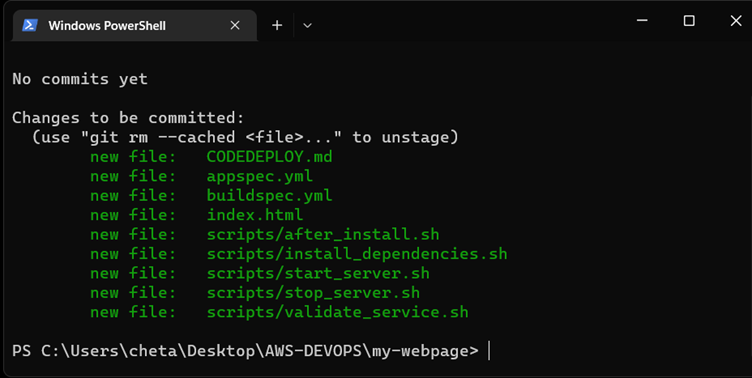 Windows PowerShell
No commits yet
Changes to be committed:
(use "git rm --cached <file>..." to unstage)
new file: CODEDEPLOY.md
new file: appspec.yml
new file: buildspec.yml
new file: index.html
new file: scripts/after_install.sh
new file: scripts/install_dependencies.sh
new file: scripts/start_server.sh
new file: scripts/stop_server.sh
new file: scripts/validate_service.sh
PS C:\Users\cheta\Desktop\AWS-DEVOPS\my-webpage>